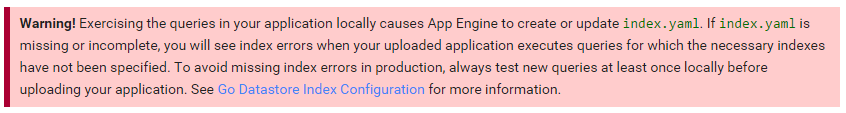 Warning! Exercising the queries in your application locally causes App Engine to create or update index.yaml. If index.yaml is
missing or incomplete, you will see index errors when your uploaded application executes queries for which the necessary indexes
have not been specified. To avoid missing index errors in production, always test new queries at least once locally before
uploading your application. See Go Datastore Index Configuration for more information.